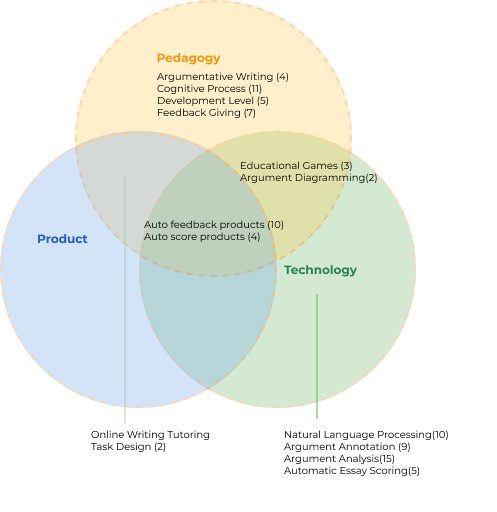 Pedagogy
Argumentative Writing (4)
Cognitive Process (11)
Development Level (5)
Feedback Giving (7)
Educational Games (3)
Argument Diagramming(2)
Auto feedback products (10)
Auto score products (4)
Product
Technology
Online Writing Tutoring
Task Design (2)
Natural Language Processing(10)
Argument Annotation (9)
Argument Analysis(15)
Automatic Essay Scoring(5)